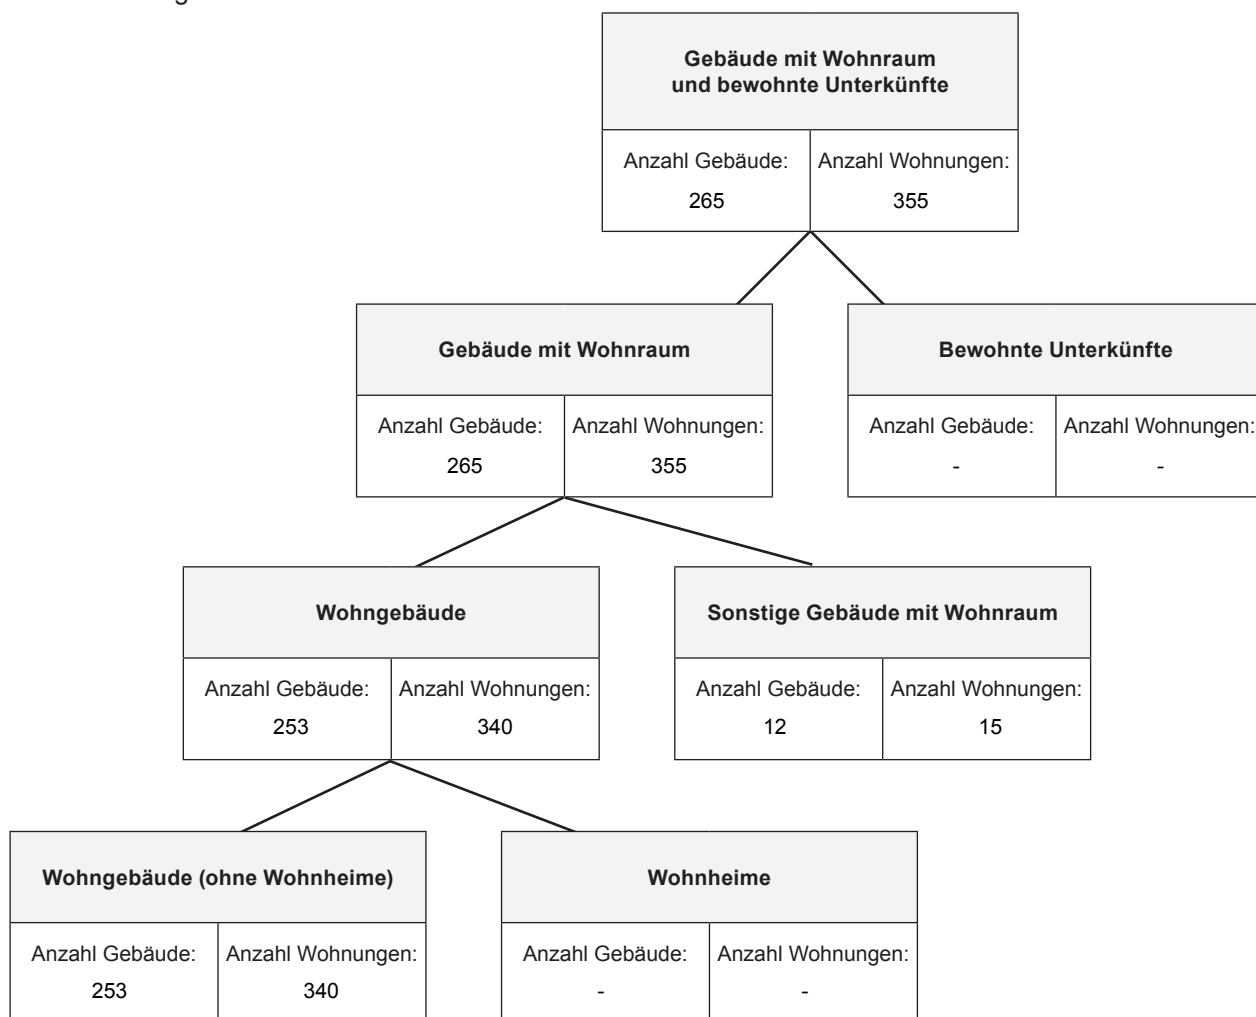 Gebäude mit Wohnraum
und bewohnte Unterkünfte
Anzahl Gebäude: Anzahl Wohnungen:
265 355
Gebäude mit Wohnraum
Bewohnte Unterkünfte
Anzahl Gebäude: Anzahl Wohnungen:
265 355
Anzahl Gebäude: Anzahl Wohnungen:
- -
Wohngebäude
Sonstige Gebäude mit Wohnraum
Anzahl Gebäude: Anzahl Wohnungen:
253 340
Anzahl Gebäude: Anzahl Wohnungen:
12 15
Wohngebäude (ohne Wohnheime)
Wohnheime
Anzahl Gebäude: Anzahl Wohnungen:
253 340
Anzahl Gebäude: Anzahl Wohnungen:
- -